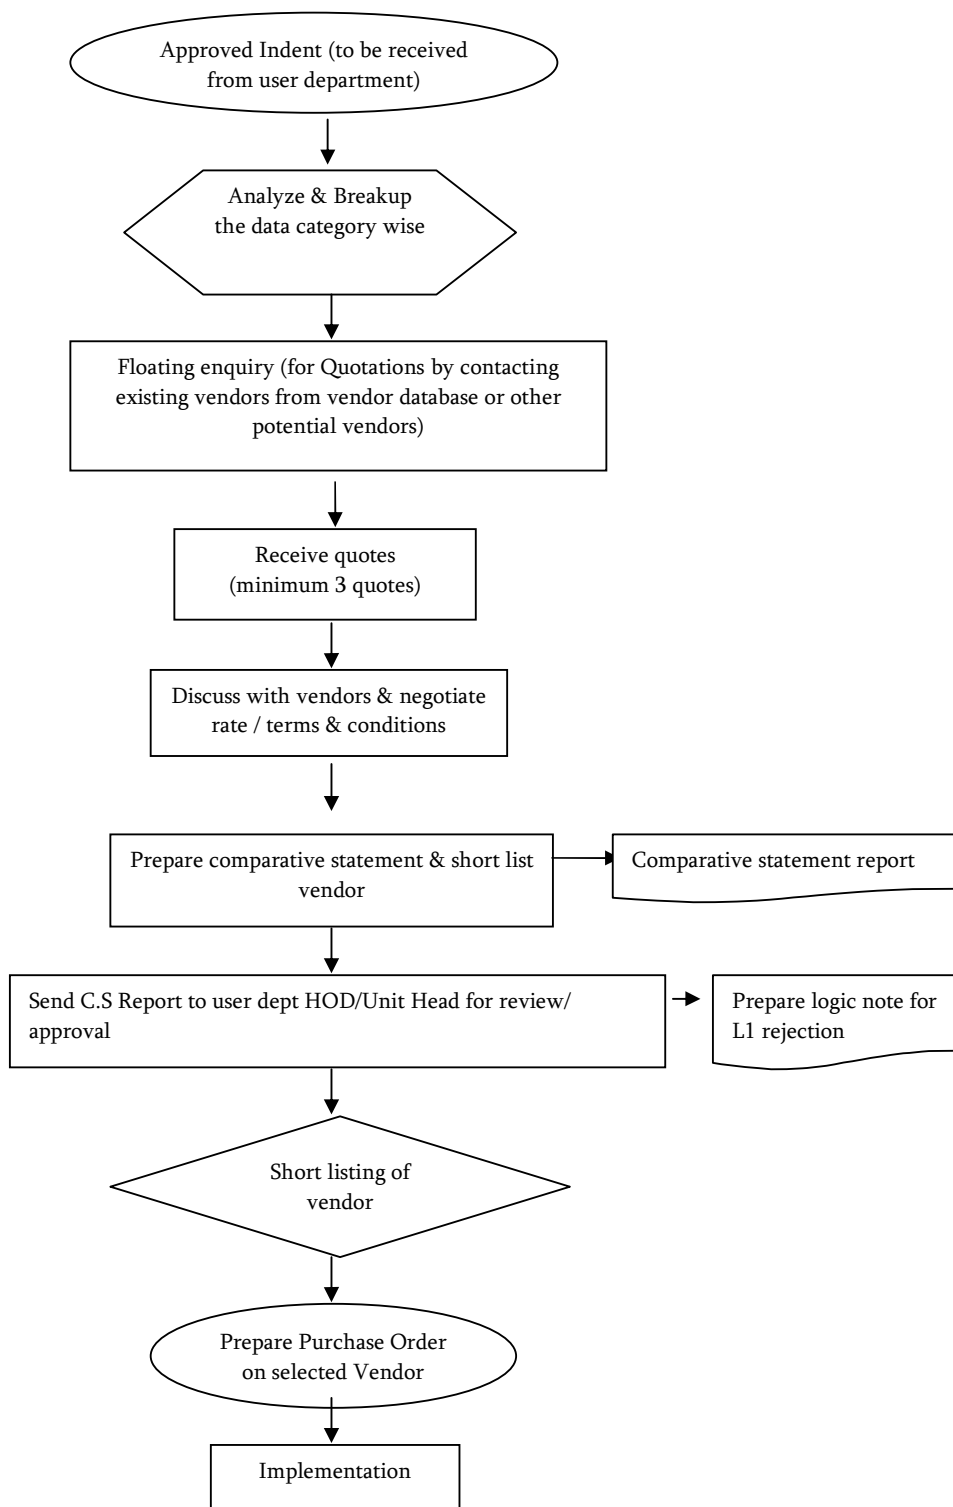 Approved Indent (to be received
from user department)
Analyze & Breakup
the data category wise
Floating enquiry (for Quotations by contacting
existing vendors from vendor database or other
potential vendors)
Receive quotes
(minimum 3 quotes)
Discuss with vendors & negotiate
rate / terms & conditions
Prepare comparative statement & short list
vendor
Comparative statement report
Send C.S Report to user dept HOD/Unit Head for review/
approval
Prepare logic note for
L1 rejection
Short listing of
vendor
Prepare Purchase Order
on selected Vendor
Implementation